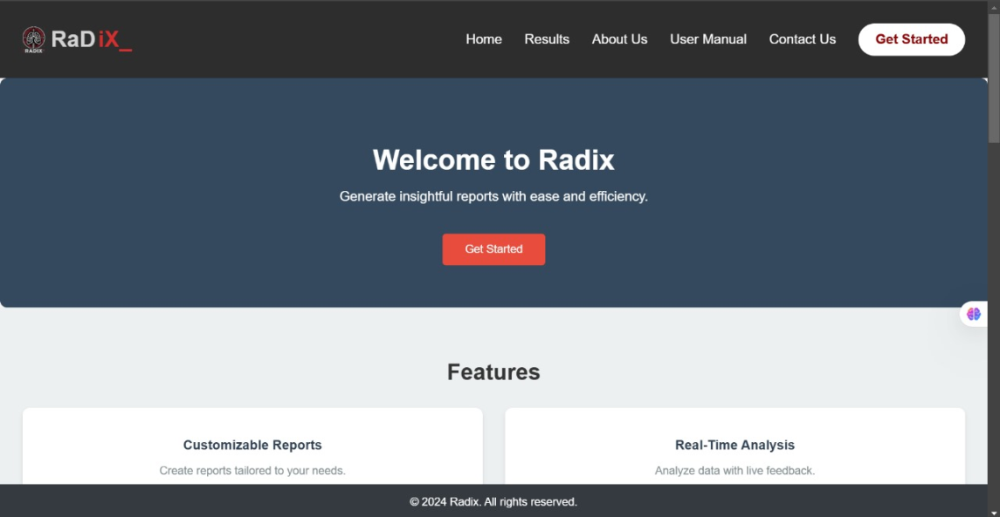 RADIX
RaDiX_
Home Results About Us User Manual Contact Us Get Started
Welcome to Radix
Generate insightful reports with ease and efficiency.
Get Started
Features
Customizable Reports
Create reports tailored to your needs.
Real-Time Analysis
Analyze data with live feedback.
© 2024 Radix. All rights reserved.